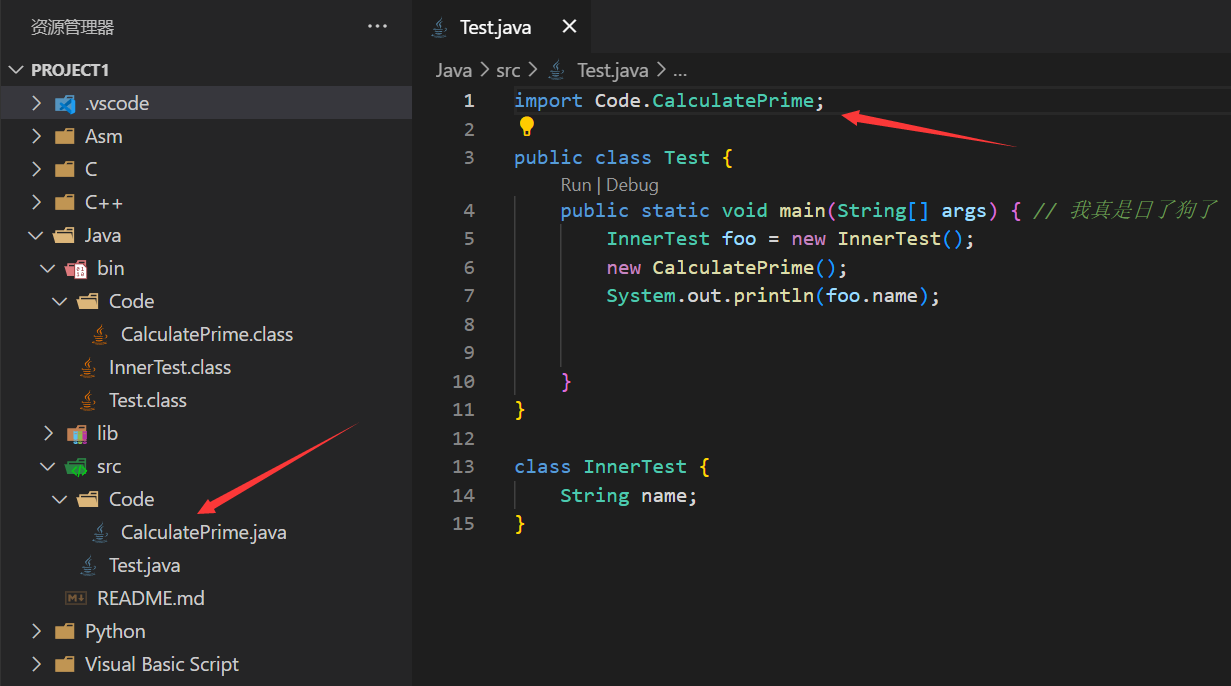 资源管理器
PROJECT1
.vscode
Asm
C
C++
Java
bin
Code
CalculatePrime.class
InnerTest.class
Test.class
lib
src
Code
CalculatePrime.java
Test.java
README.md
Python
Visual Basic Script
Test.java
Java > src > Test.java > ...
1 import Code.CalculatePrime;
2
3 public class Test {
Run | Debug
4 public static void main(String[] args) { // 我真是日了狗了
5 InnerTest foo = new InnerTest();
6 new CalculatePrime();
7 System.out.println(foo.name);
8
9
10 }
11 }
12
13 class InnerTest {
14 String name;
15 }